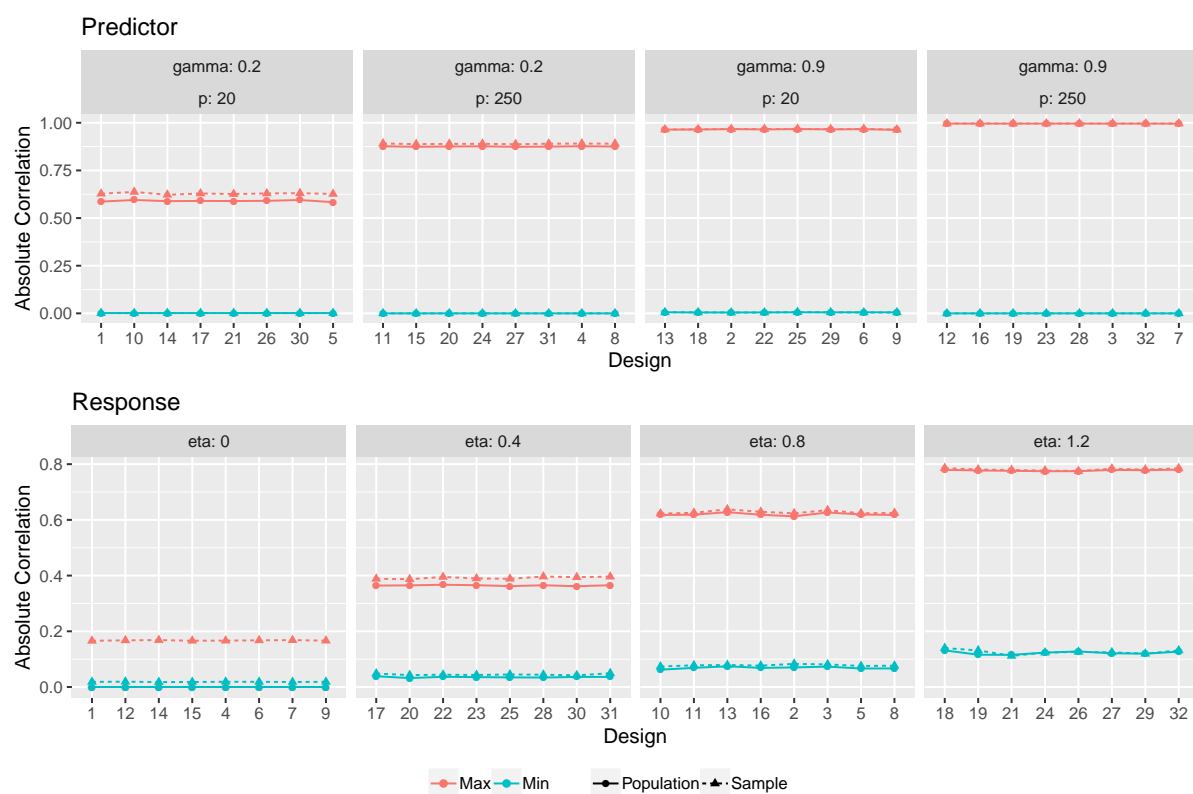 Predictor
gamma: 0.2 gamma: 0.2 gamma: 0.9 gamma: 0.9
p: 20 p: 250 p: 20 p: 250
Absolute Correlation
1.00
0.75
0.50
0.25
0.00
1 10 14 17 21 26 30 5 11 15 20 24 27 31 4 8 13 18 2 22 25 29 6 9 12 16 19 23 28 3 32 7
Design
Response
eta: 0 eta: 0.4 eta: 0.8 eta: 1.2
Absolute Correlation
0.8
0.6
0.4
0.2
0.0
1 12 14 15 4 6 7 9 17 20 22 23 25 28 30 31 10 11 13 16 2 3 5 8 18 19 21 24 26 27 29 32
Design
Max Min Population Sample